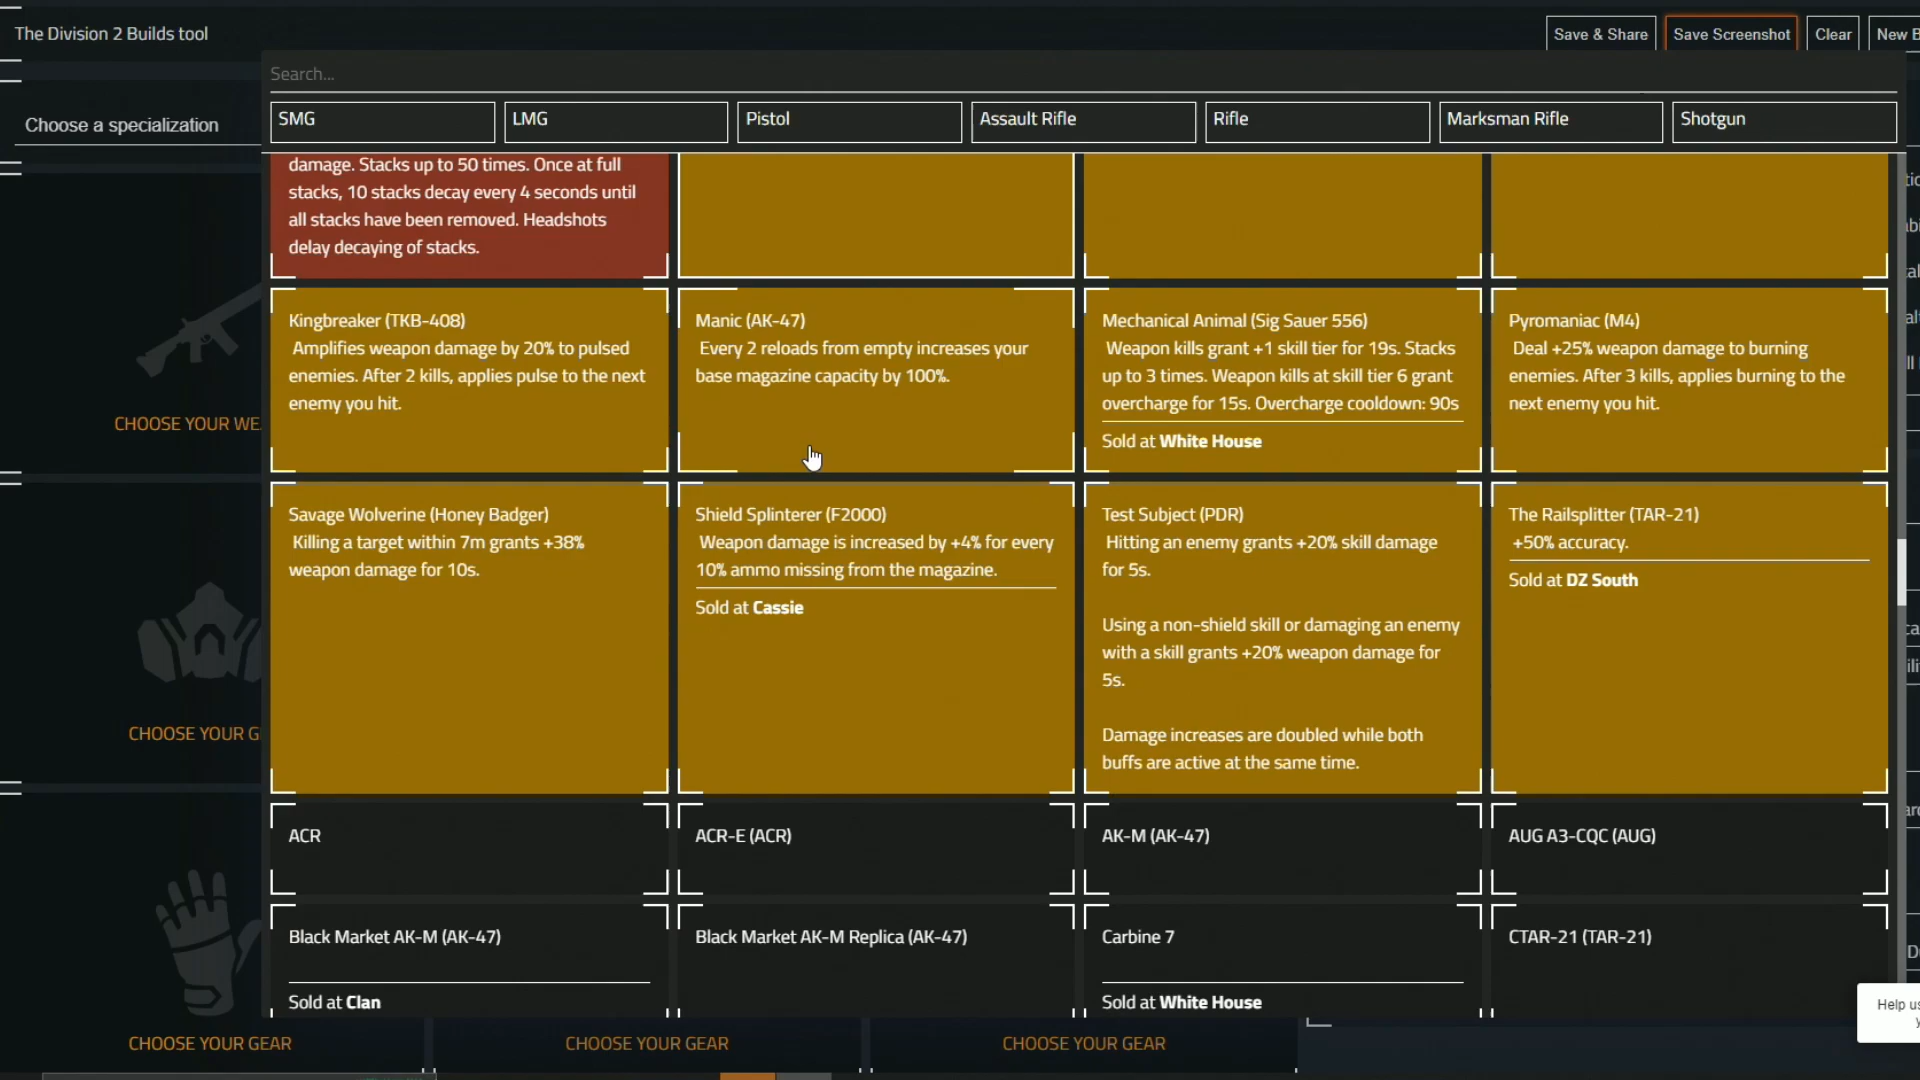 The Division 2 Builds tool
Save & Share
Save Screenshot
Clear
New B
Search...
Choose a specialization
SMG
LMG
Pistol
Assault Rifle
Rifle
Marksman Rifle
Shotgun
damage. Stacks up to 50 times. Once at full
stacks, 10 stacks decay every 4 seconds until
all stacks have been removed. Headshots
delay decaying of stacks.
Kingbreaker (TKB-408)
Amplifies weapon damage by 20% to pulsed
enemies. After 2 kills, applies pulse to the next
enemy you hit.
Manic (AK-47)
Every 2 reloads from empty increases your
base magazine capacity by 100%.
Mechanical Animal (Sig Sauer 556)
Weapon kills grant +1 skill tier for 19s. Stacks
up to 3 times. Weapon kills at skill tier 6 grant
overcharge for 15s. Overcharge cooldown: 90s
Sold at White House
Pyromaniac (M4)
Deal +25% weapon damage to burning
enemies. After 3 kills, applies burning to the
next enemy you hit.
CHOOSE YOUR WE
Savage Wolverine (Honey Badger)
Killing a target within 7m grants +38%
weapon damage for 10s.
Shield Splinterer (F2000)
Weapon damage is increased by +4% for every
10% ammo missing from the magazine.
Sold at Cassie
Test Subject (PDR)
Hitting an enemy grants +20% skill damage
for 5s.
Using a non-shield skill or damaging an enemy
with a skill grants +20% weapon damage for
5s.
Damage increases are doubled while both
buffs are active at the same time.
The Railsplitter (TAR-21)
+50% accuracy.
Sold at DZ South
CHOOSE YOUR G
ACR
ACR-E (ACR)
AK-M (AK-47)
AUG A3-CQC (AUG)
Black Market AK-M (AK-47)
Sold at Clan
Black Market AK-M Replica (AK-47)
Carbine 7
Sold at White House
CTAR-21 (TAR-21)
Help us
CHOOSE YOUR GEAR
CHOOSE YOUR GEAR
CHOOSE YOUR GEAR